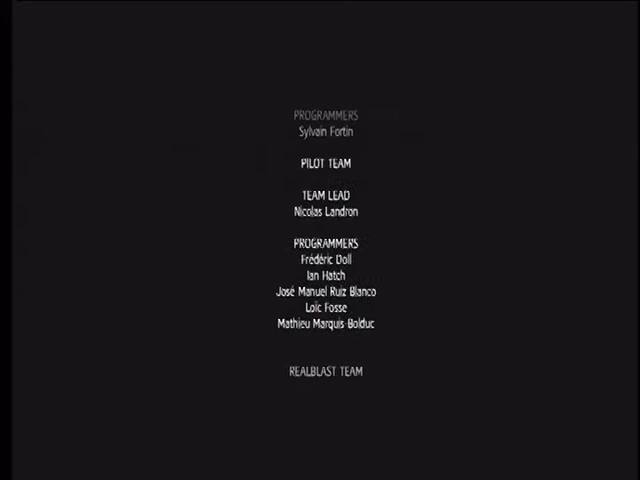 PROGRAMMERS
Sylvain Fortin
PILOT TEAM
TEAM LEAD
Nicolas Landron
PROGRAMMERS
Frédéric Doll
Ian Hatch
José Manuel Ruiz Blanco
Loïc Fosse
Mathieu Marquis-Bolduc
REALBLAST TEAM